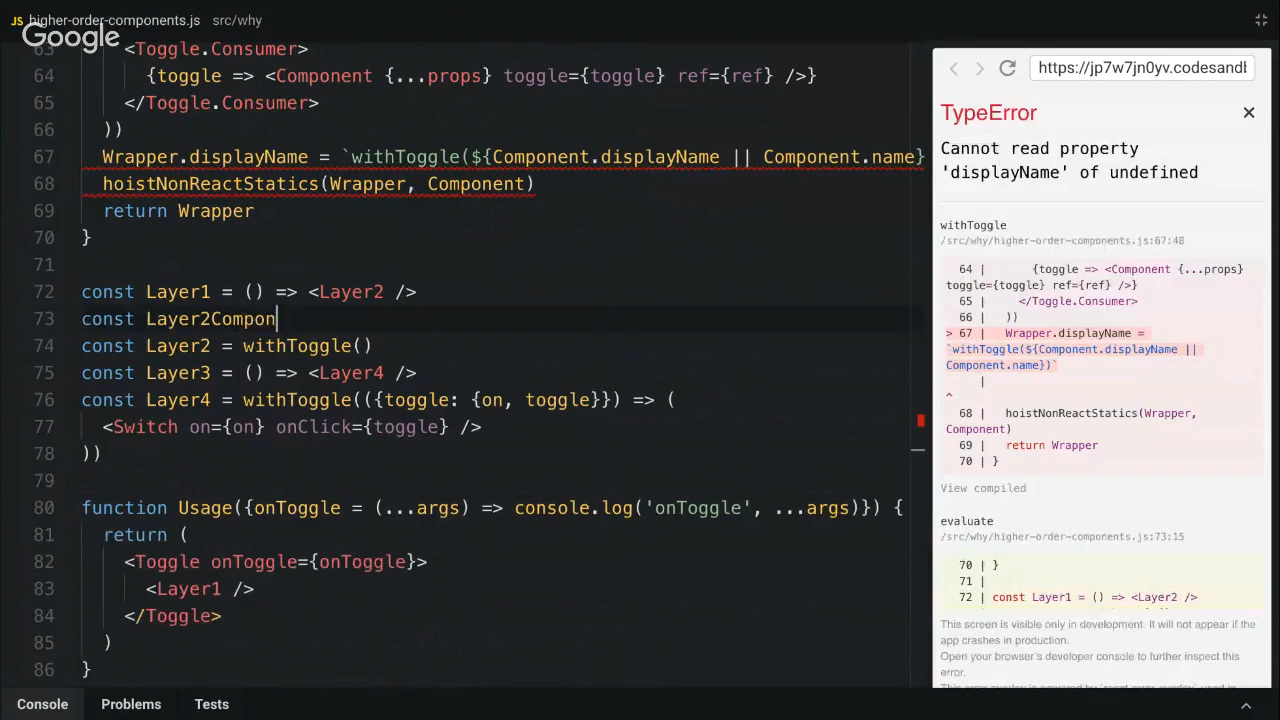 JS higher-order-components.js src/why
Google
63 <Toggle.Consumer>
64 {toggle => <Component {...props} toggle={toggle} ref={ref} />}
65 </Toggle.Consumer>
66 ))
67 Wrapper.displayName = `withToggle(${Component.displayName || Component.name}
68 hoistNonReactStatics(Wrapper, Component)
69 return Wrapper
70 }
71
72 const Layer1 = () => <Layer2 />
73 const Layer2Compon
74 const Layer2 = withToggle()
75 const Layer3 = () => <Layer4 />
76 const Layer4 = withToggle(({toggle: {on, toggle}}) => (
77 <Switch on={on} onClick={toggle} />
78 ))
79
80 function Usage({onToggle = (...args) => console.log('onToggle', ...args)}) {
81 return (
82 <Toggle onToggle={onToggle}>
83 <Layer1 />
84 </Toggle>
85 )
86 }
Console Problems Tests
https://jp7w7jn0yv.codesandl
TypeError
Cannot read property
'displayName' of undefined
withToggle
/src/why/higher-order-components.js:67:48
64 | {toggle => <Component {...props}
toggle={toggle} ref={ref} />}
65 | </Toggle.Consumer>
66 | ))
> 67 | Wrapper.displayName =
`withToggle(${Component.displayName ||
Component.name})`
|
^
68 | hoistNonReactStatics(Wrapper,
Component)
69 | return Wrapper
70 | }
View compiled
evaluate
/src/why/higher-order-components.js:73:15
70 | }
71 |
72 | const Layer1 = () => <Layer2 />
This screen is visible only in development. It will not appear if the
app crashes in production.
Open your browser's developer console to further inspect this
error.